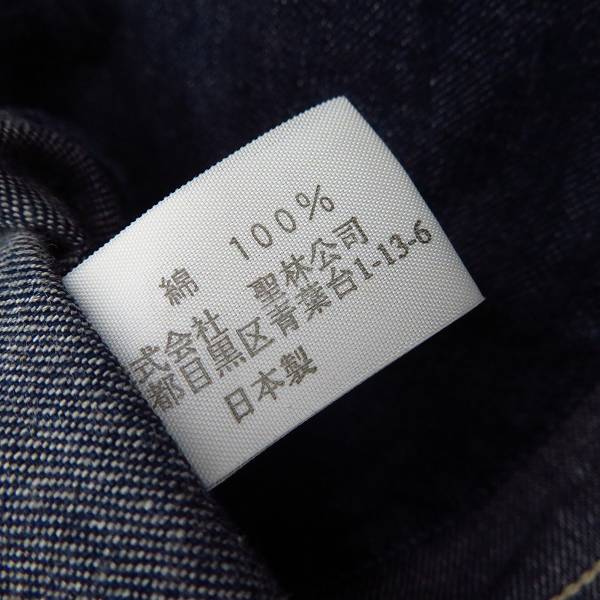 綿 100%
式会社 聖林公司
都目黒区青葉台1-13-6
日本製